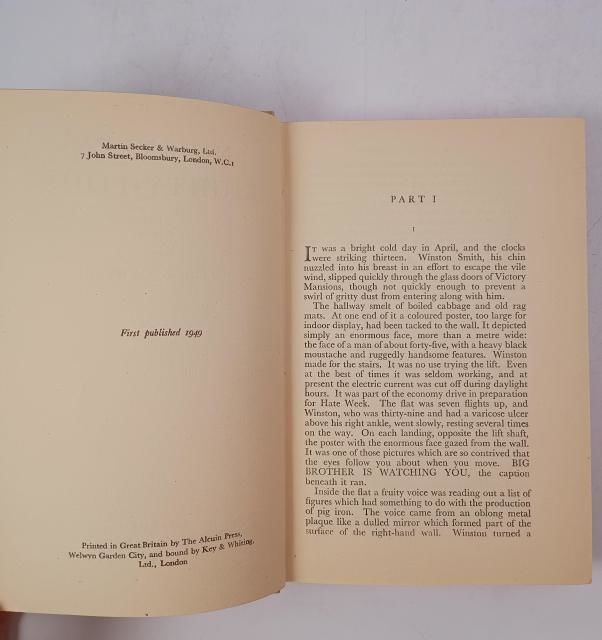 Martin Secker & Warburg, Ltd.
7 John Street, Bloomsbury, London, W.C.1
First published 1949
Printed in Great Britain by The Alcuin Press,
Welwyn Garden City, and bound by Key & Whiting,
Ltd., London
PART I
I
IT was a bright cold day in April, and the clocks
were striking thirteen. Winston Smith, his chin
nuzzled into his breast in an effort to escape the vile
wind, slipped quickly through the glass doors of Victory
Mansions, though not quickly enough to prevent a
swirl of gritty dust from entering along with him.
The hallway smelt of boiled cabbage and old rag
mats. At one end of it a coloured poster, too large for
indoor display, had been tacked to the wall. It depicted
simply an enormous face, more than a metre wide:
the face of a man of about forty-five, with a heavy black
moustache and ruggedly handsome features. Winston
made for the stairs. It was no use trying the lift. Even
at the best of times it was seldom working, and at
present the electric current was cut off during daylight
hours. It was part of the economy drive in preparation
for Hate Week. The flat was seven flights up, and
Winston, who was thirty-nine and had a varicose ulcer
above his right ankle, went slowly, resting several times
on the way. On each landing, opposite the lift shaft,
the poster with the enormous face gazed from the wall.
It was one of those pictures which are so contrived that
the eyes follow you about when you move. BIG
BROTHER IS WATCHING YOU, the caption
beneath it ran.
Inside the flat a fruity voice was reading out a list of
figures which had something to do with the production
of pig iron. The voice came from an oblong metal
plaque like a dulled mirror which formed part of the
surface of the right-hand wall. Winston turned a